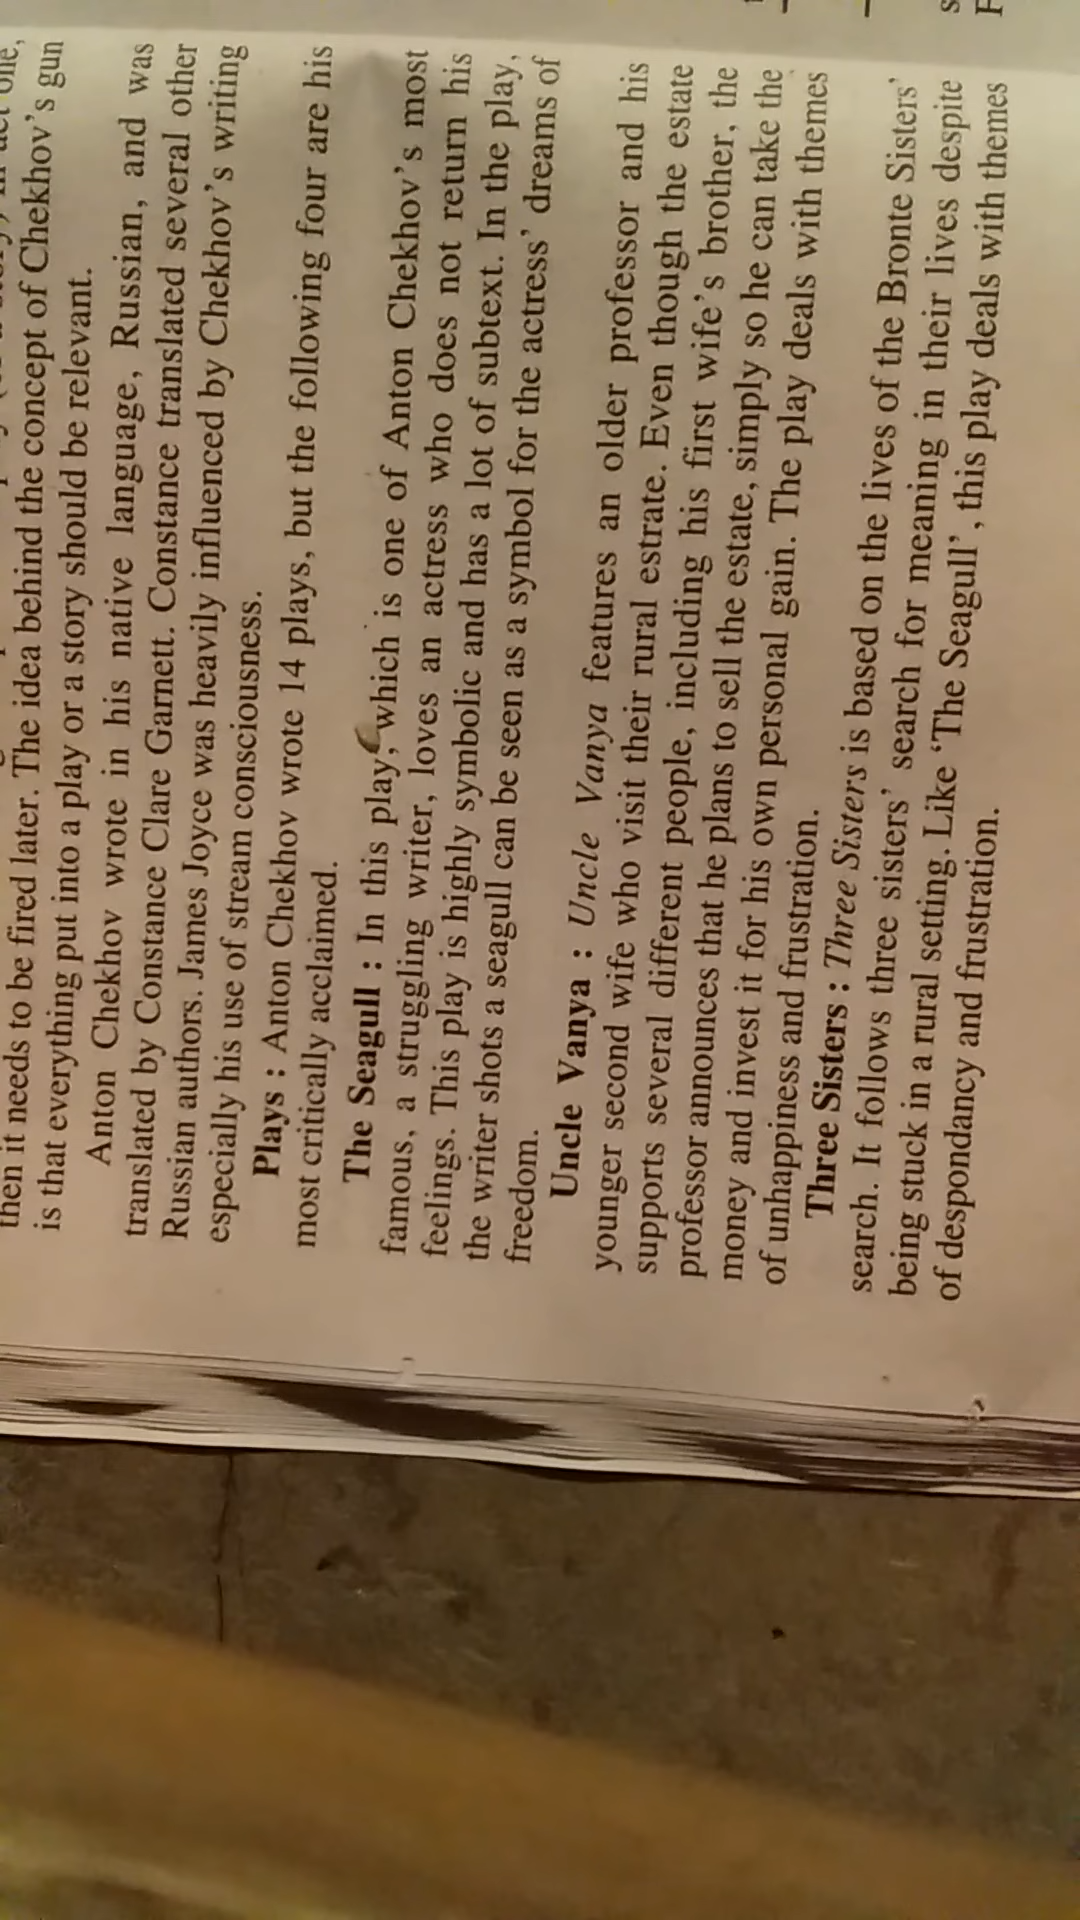 then it needs to be fired later. The idea behind the concept of Chekhov's gun
is that everything put into a play or a story should be relevant.
Anton Chekhov wrote in his native language, Russian, and was
translated by Constance Clare Garnett. Constance translated several other
Russian authors. James Joyce was heavily influenced by Chekhov's writing
especially his use of stream consciousness.
Plays : Anton Chekhov wrote 14 plays, but the following four are his
most critically acclaimed.
The Seagull : In this play, which is one of Anton Chekhov's most
famous, a struggling writer, loves an actress who does not return his
feelings. This play is highly symbolic and has a lot of subtext. In the play,
the writer shots a seagull can be seen as a symbol for the actress' dreams of
freedom.
Uncle Vanya : Uncle Vanya features an older professor and his
younger second wife who visit their rural estrate. Even though the estate
supports several different people, including his first wife's brother, the
professor announces that he plans to sell the estate, simply so he can take the
money and invest it for his own personal gain. The play deals with themes
of unhappiness and frustration.
Three Sisters : Three Sisters is based on the lives of the Bronte Sisters'
search. It follows three sisters' search for meaning in their lives despite
being stuck in a rural setting. Like 'The Seagull', this play deals with themes
of despondancy and frustration.